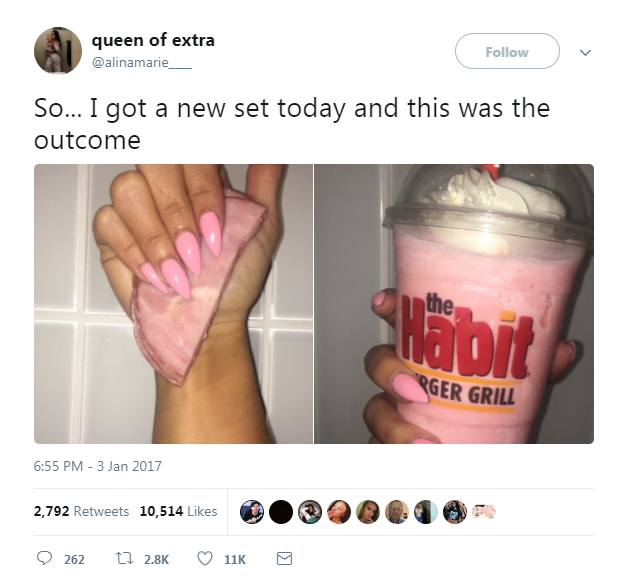 queen of extra
@alinamarie____
Follow
So... I got a new set today and this was the
outcome
the
Habit
RGER GRILL
6:55 PM - 3 Jan 2017
2,792 Retweets 10,514 Likes
262 2.8K 11K